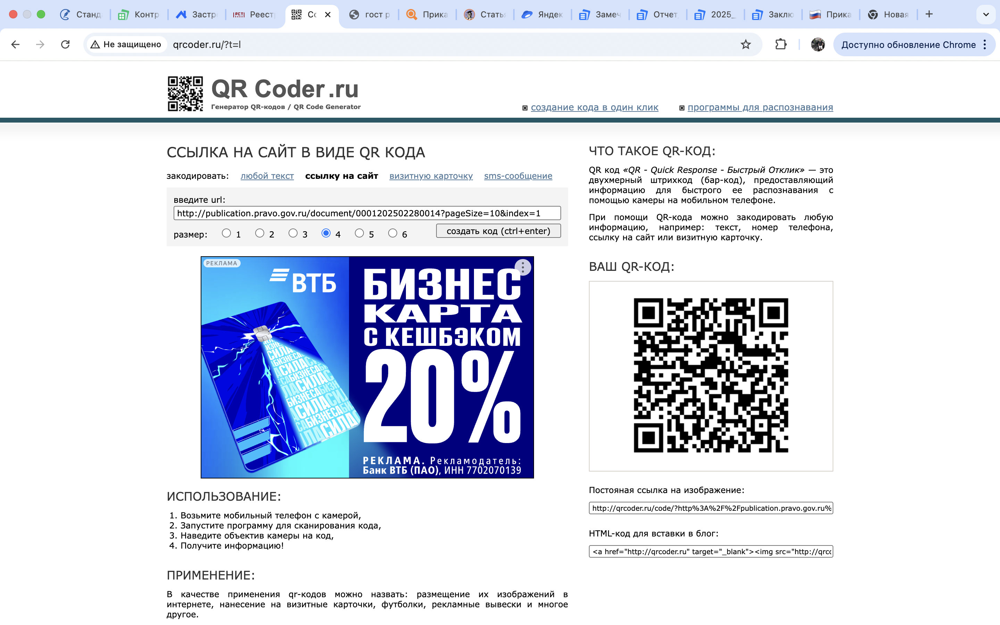 Станд
Контр
Застр
Реест
Сс
гост р
Прика
Стать
Яндек
Замеч
Отчет
2025_
Заклю
Прика
Новая
Не защищено
qrcoder.ru/?t=l
Доступно обновление Chrome
QR Coder.ru
Генератор QR-кодов / QR Code Generator
создание кода в один клик
программы для распознавания
ССЫЛКА НА САЙТ В ВИДЕ QR КОДА
закодировать: любой текст ссылку на сайт визитную карточку sms-сообщение
введите url:
http://publication.pravo.gov.ru/document/0001202502280014?pageSize=10&index=1
размер: 1 2 3 4 5 6
создать код (ctrl+enter)
РЕКЛАМА
ВТБ
БИЗНЕС
КАРТА
С КЕШБЭКОМ
20%
РЕКЛАМА. Рекламодатель:
Банк ВТБ (ПАО), ИНН 7702070139
ИСПОЛЬЗОВАНИЕ:
1. Возьмите мобильный телефон с камерой,
2. Запустите программу для сканирования кода,
3. Наведите объектив камеры на код,
4. Получите информацию!
ПРИМЕНЕНИЕ:
В качестве применения qr-кодов можно назвать: размещение их изображений в
интернете, нанесение на визитные карточки, футболки, рекламные вывески и многое
другое.
ЧТО ТАКОЕ QR-КОД:
QR код «QR - Quick Response - Быстрый Отклик» — это
двухмерный штрихкод (бар-код), предоставляющий
информацию для быстрого ее распознавания с
помощью камеры на мобильном телефоне.
При помощи QR-кода можно закодировать любую
информацию, например: текст, номер телефона,
ссылку на сайт или визитную карточку.
ВАШ QR-КОД:
Постояная ссылка на изображение:
http://qrcoder.ru/code/?http%3A%2F%2Fpublication.pravo.gov.ru%
HTML-код для вставки в блог:
<a href="http://qrcoder.ru" target="_blank"><img src="http://qrco